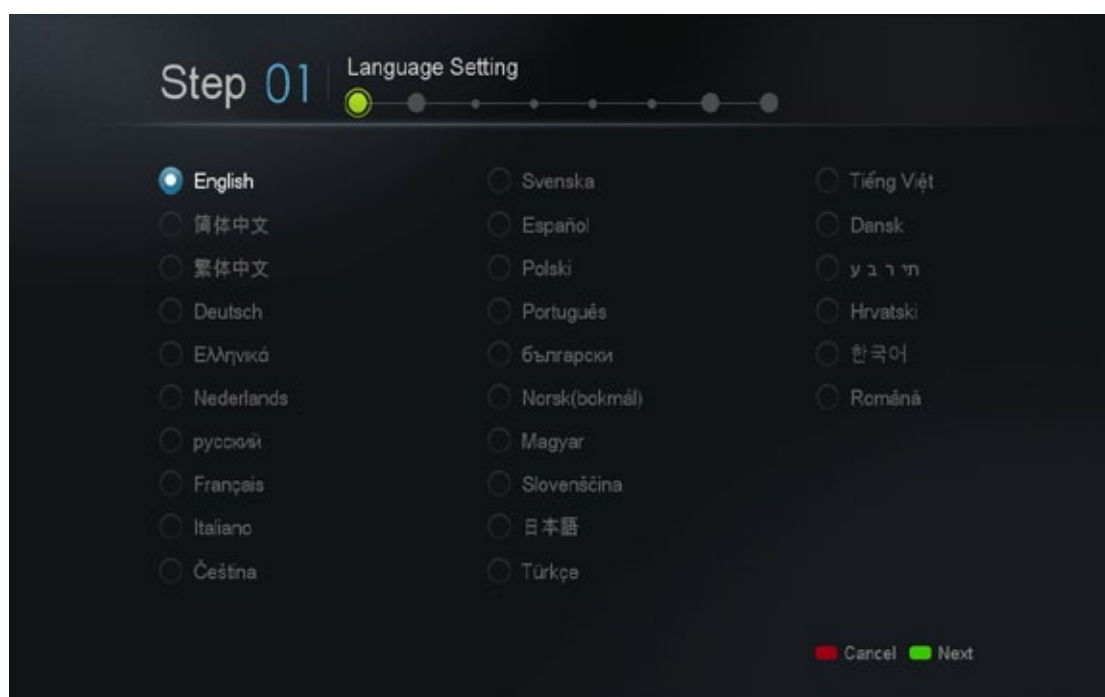 Step 01
Language Setting
English
简体中文
繁体中文
Deutsch
Ελληνικά
Nederlands
русский
Français
Italiano
Čeština
Svenska
Español
Polski
Português
български
Norsk(bokmål)
Magyar
Slovenščina
日本語
Türkçe
Tiếng Việt
Dansk
תי ר ב ע
Hrvatski
한국어
Română
Cancel
Next